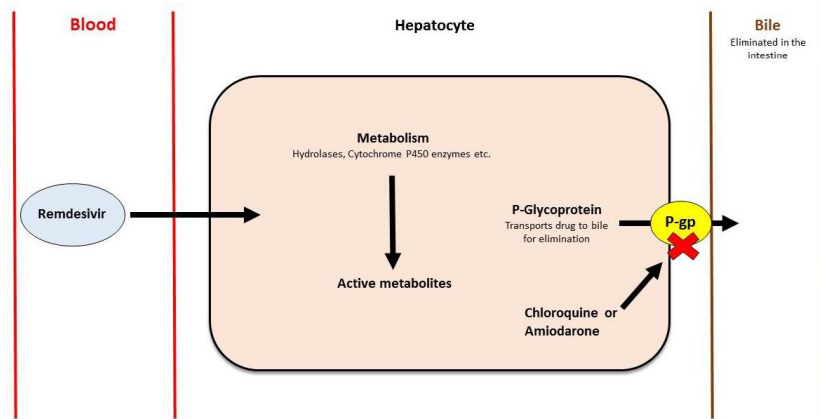 Blood
Hepatocyte
Bile
Eliminated in the
intestine
Metabolism
Hydrolases, Cytochrome P450 enzymes etc.
Remdesivir
P-Glycoprotein
Transports drug to bile
for elimination
P-gp
Active metabolites
Chloroquine or
Amiodarone